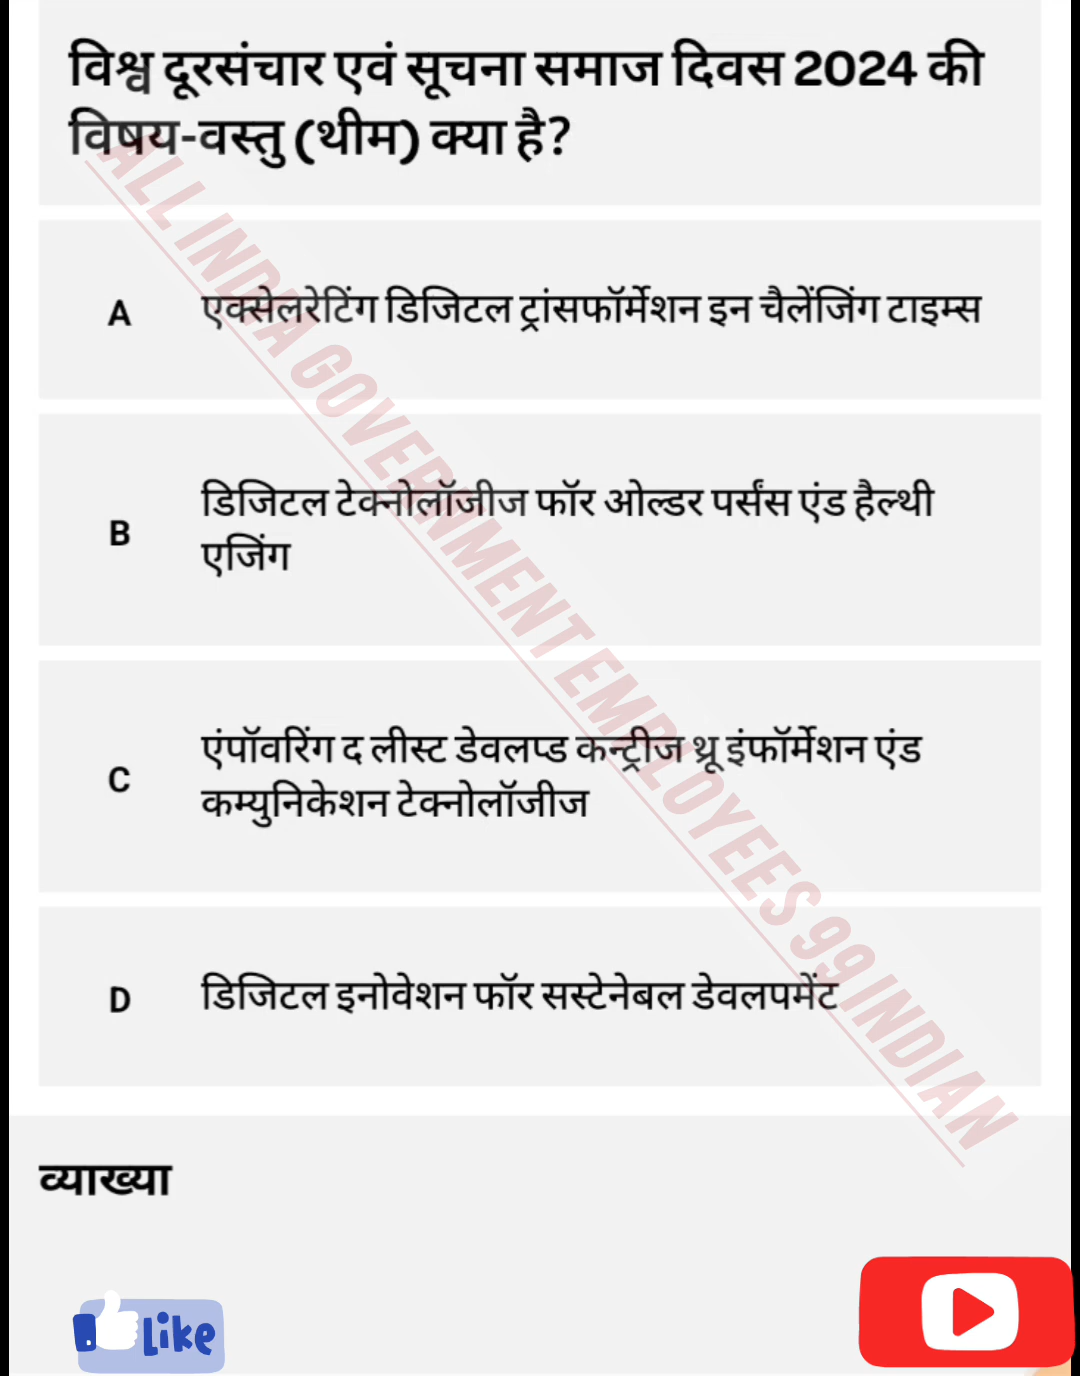 विश्व दूरसंचार एवं सूचना समाज दिवस 2024 की
विषय-वस्तु (थीम) क्या है?
A एक्सेलरेटिंग डिजिटल ट्रांसफॉर्मेशन इन चैलेंजिंग टाइम्स
B डिजिटल टेक्नोलॉजीज फॉर ओल्डर पर्संस एंड हैल्थी
एजिंग
C एंपॉवरिंग द लीस्ट डेवलप्ड कन्ट्रीज थ्रू इंफॉर्मेशन एंड
कम्युनिकेशन टेक्नोलॉजीज
D डिजिटल इनोवेशन फॉर सस्टेनेबल डेवलपमेंट
ALL INDIA GOVERNMENT EMPLOYEES 99 INDIAN
व्याख्या
Like